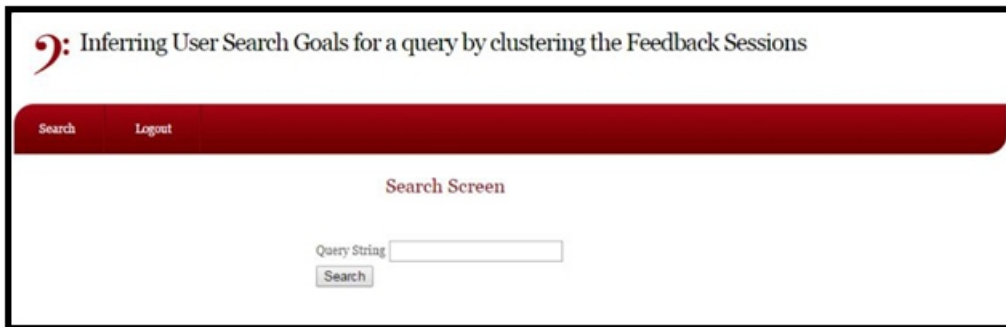 Inferring User Search Goals for a query by clustering the Feedback Sessions
Search Logout
Search Screen
Query String
Search